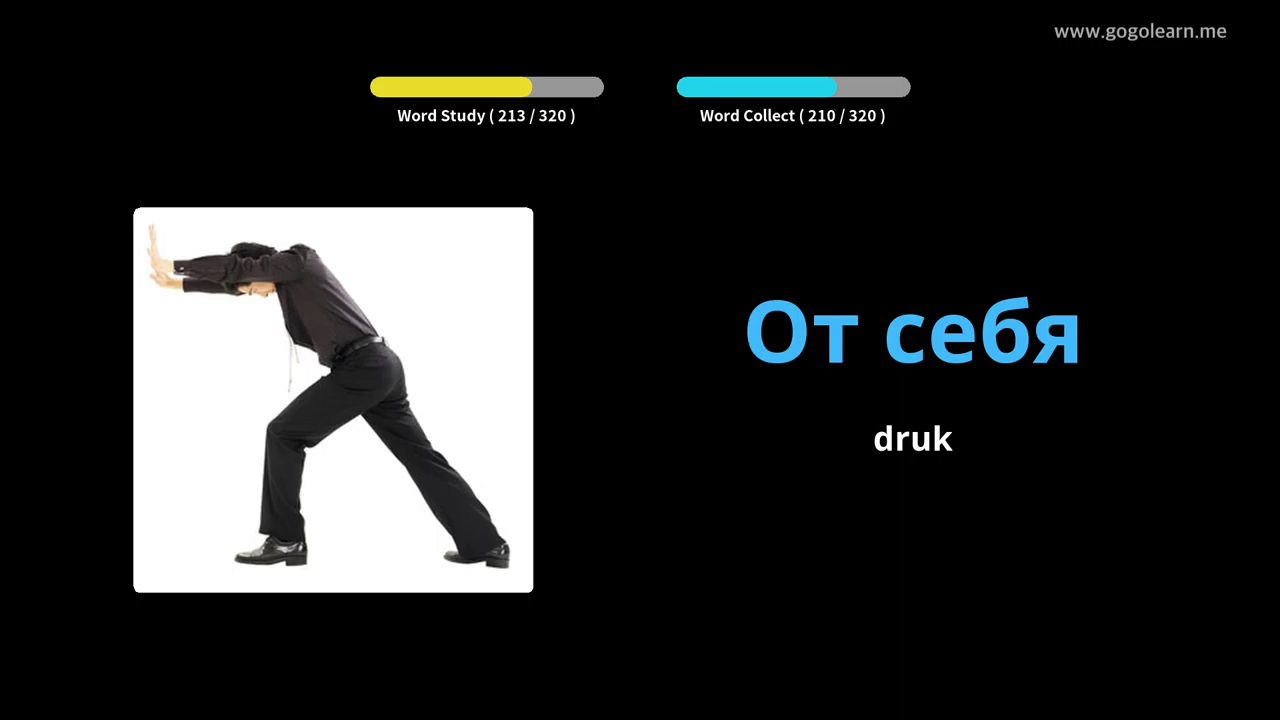 www.gogolearn.me
Word Study ( 213 / 320 )
Word Collect ( 210 / 320 )
От себя
druk